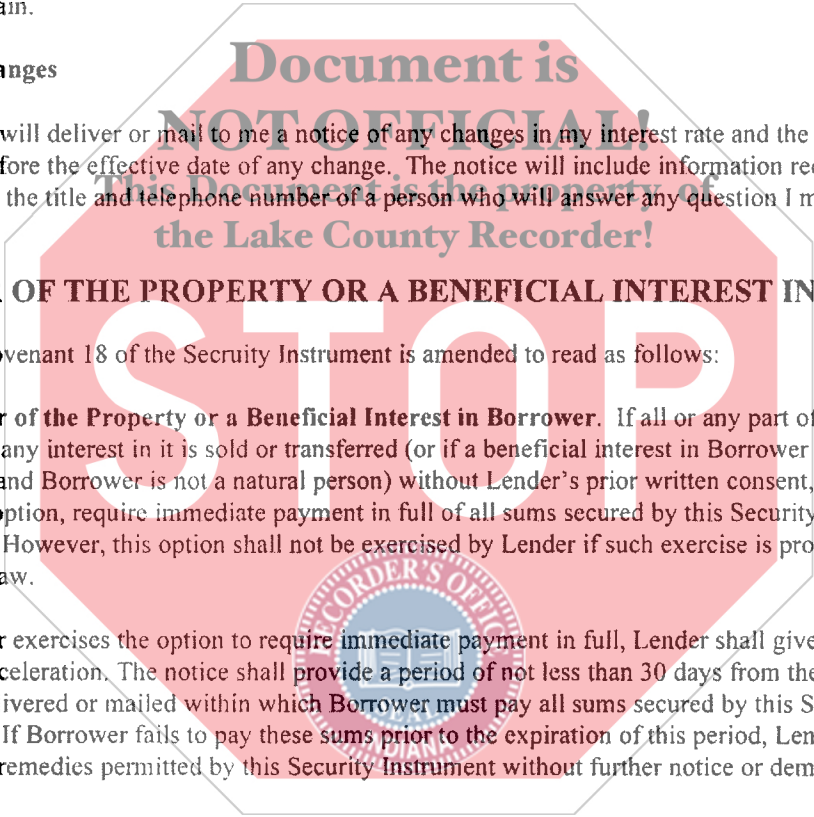 ain.
anges
Document is
NOT OFFICIAL!
This Document is the property of
the Lake County Recorder!
will deliver or mail to me a notice of any changes in my interest rate and the
fore the effective date of any change. The notice will include information re
the title and telephone number of a person who will answer any question I m
OF THE PROPERTY OR A BENEFICIAL INTEREST IN
venant 18 of the Secruity Instrument is amended to read as follows:
r of the Property or a Beneficial Interest in Borrower. If all or any part of
any interest in it is sold or transferred (or if a beneficial interest in Borrower
and Borrower is not a natural person) without Lender's prior written consent,
option, require immediate payment in full of all sums secured by this Security
However, this option shall not be exercised by Lender if such exercise is pro
aw.
r exercises the option to require immediate payment in full, Lender shall give
celeration. The notice shall provide a period of not less than 30 days from the
ivered or mailed within which Borrower must pay all sums secured by this S
If Borrower fails to pay these sums prior to the expiration of this period, Len
remedies permitted by this Security Instrument without further notice or dem
STOP
RECORDER'S OFFICE
SEAL
INDIANA